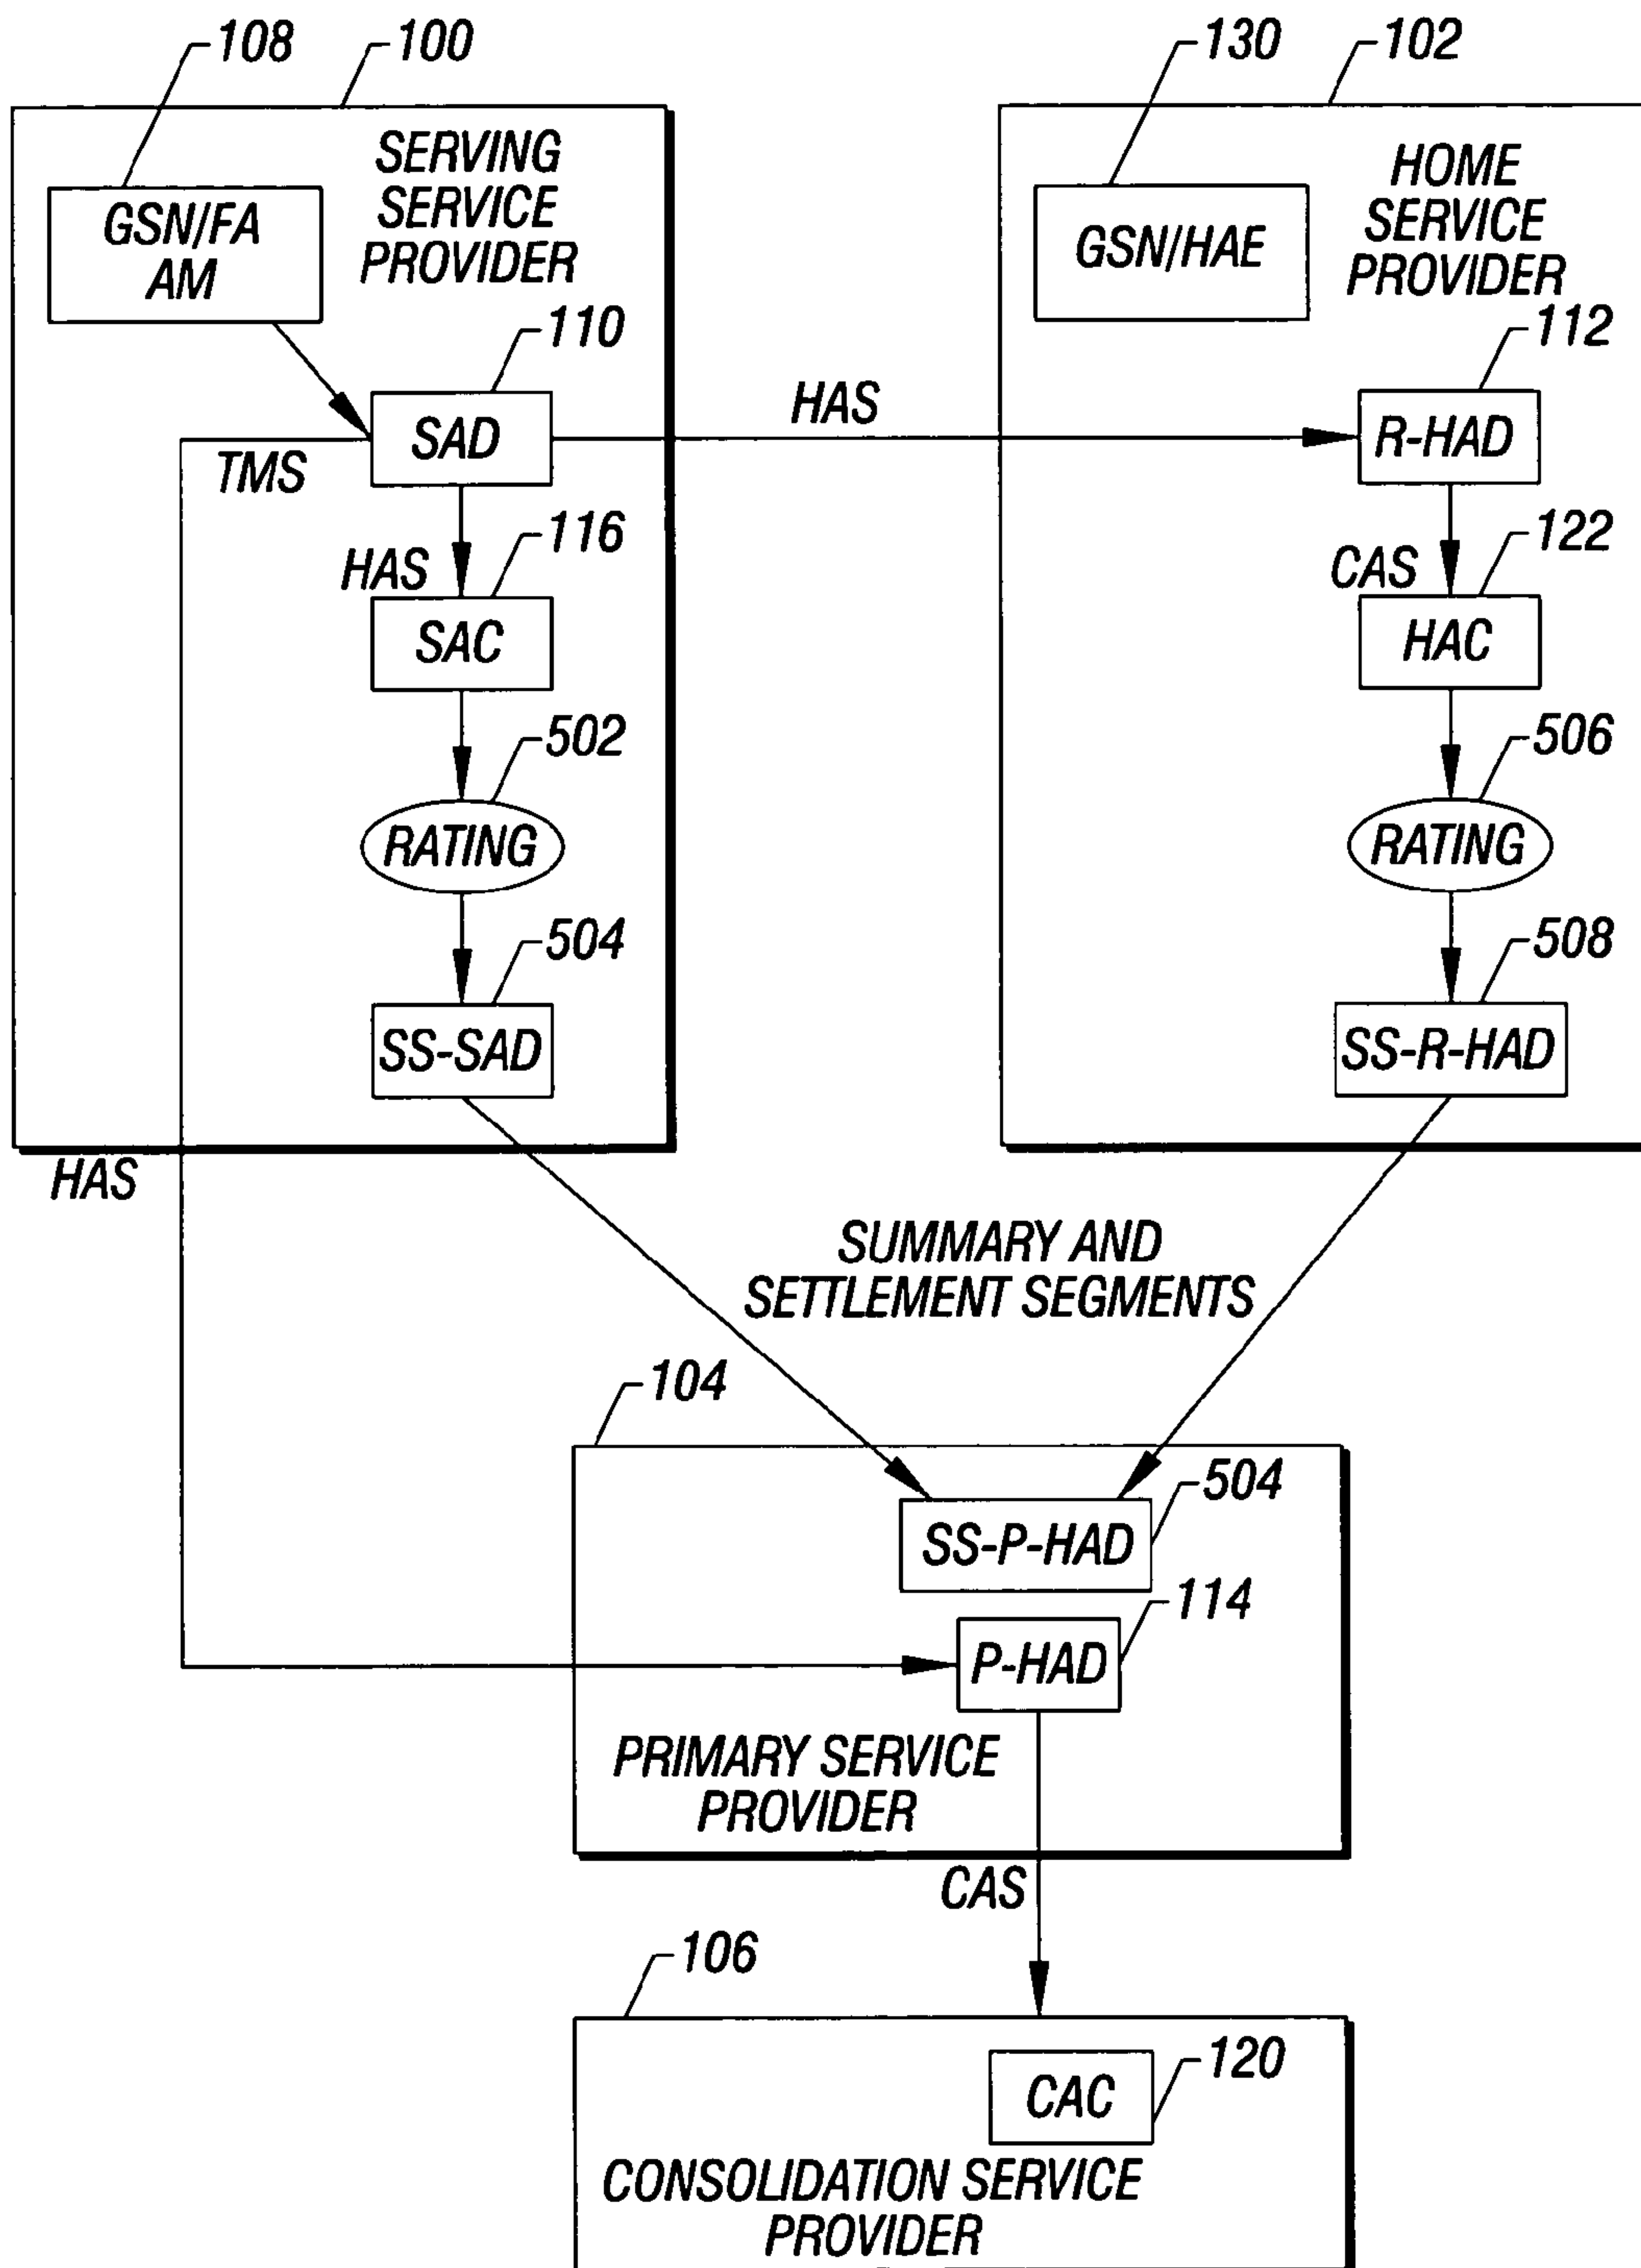 108
100
130
102
SERVING
SERVICE
PROVIDER
GSN/FA
AM
HOME
SERVICE
PROVIDER
GSN/HAE
110
112
SAD
HAS
R-HAD
TMS
116
122
HAS
CAS
SAC
HAC
502
506
RATING
RATING
504
508
SS-SAD
SS-R-HAD
HAS
SUMMARY AND
SETTLEMENT SEGMENTS
104
504
SS-P-HAD
114
P-HAD
PRIMARY SERVICE
PROVIDER
CAS
106
120
CAC
CONSOLIDATION SERVICE
PROVIDER